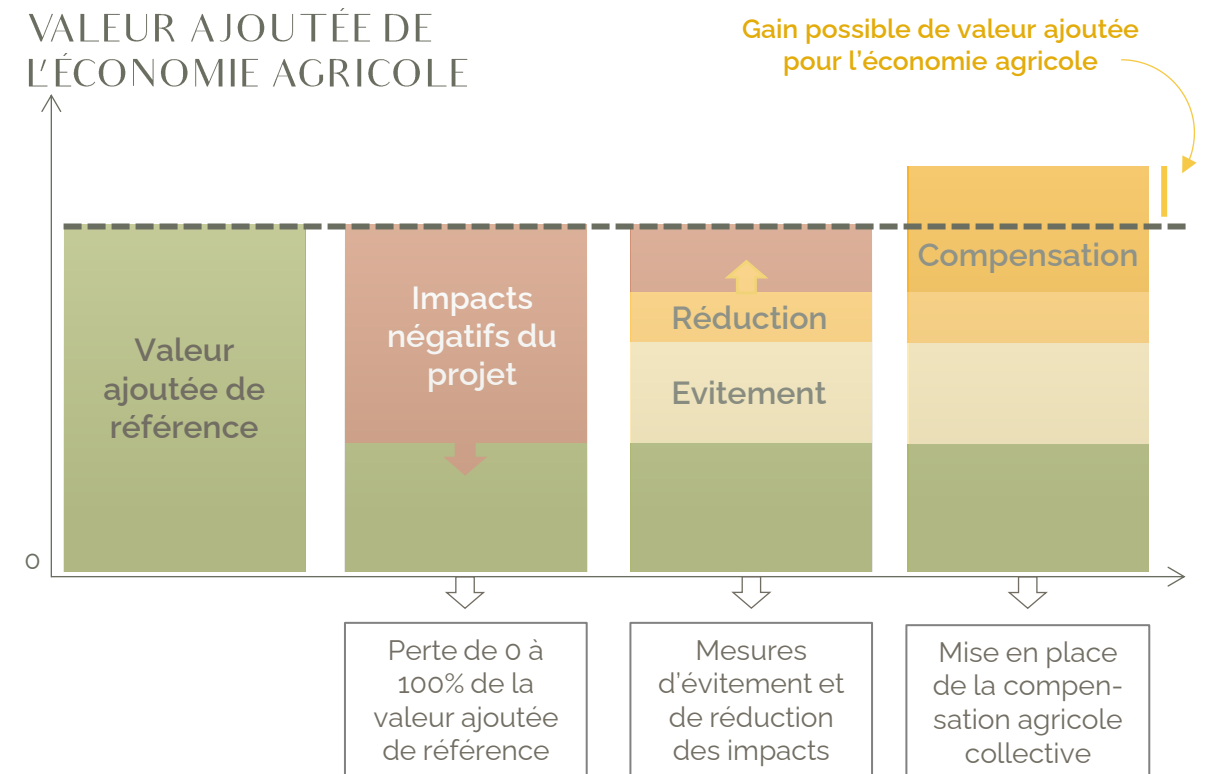 VALEUR AJOUTÉE DE
L'ÉCONOMIE AGRICOLE
Gain possible de valeur ajoutée
pour l'économie agricole
Valeur
ajoutée de
référence
Impacts
négatifs du
projet
Réduction
Evitement
Compensation
0
Perte de 0 à
100% de la
valeur ajoutée
de référence
Mesures
d'évitement et
de réduction
des impacts
Mise en place
de la compen-
sation agricole
collective